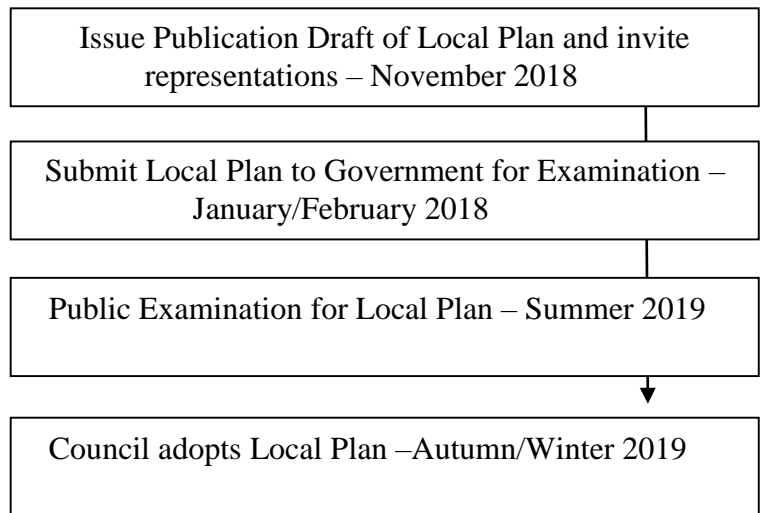 Issue Publication Draft of Local Plan and invite
representations – November 2018
Submit Local Plan to Government for Examination –
January/February 2018
Public Examination for Local Plan – Summer 2019
Council adopts Local Plan –Autumn/Winter 2019